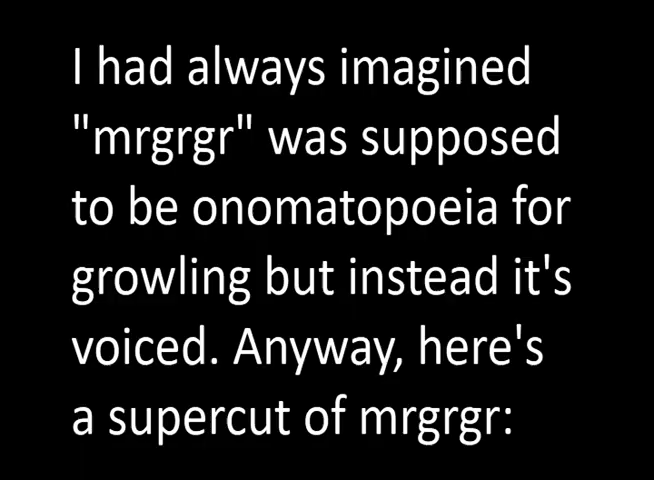 I had always imagined
"mrgrgr" was supposed
to be onomatopoeia for
growling but instead it's
voiced. Anyway, here's
a supercut of mrgrgr: